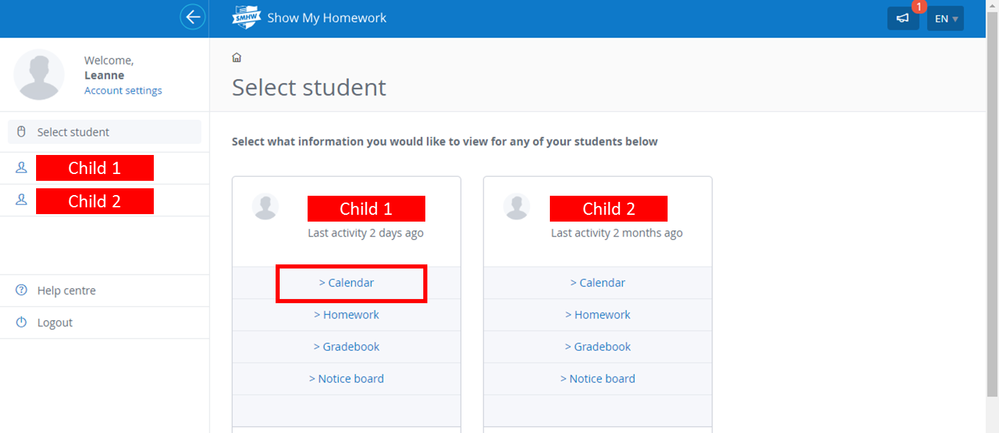 SMHW
Show My Homework
1
EN
Welcome,
Leanne
Account settings
Select student
Child 1
Child 2
Help centre
Logout
Select student
Select what information you would like to view for any of your students below
Child 1
Last activity 2 days ago
> Calendar
> Homework
> Gradebook
> Notice board
Child 2
Last activity 2 months ago
> Calendar
> Homework
> Gradebook
> Notice board